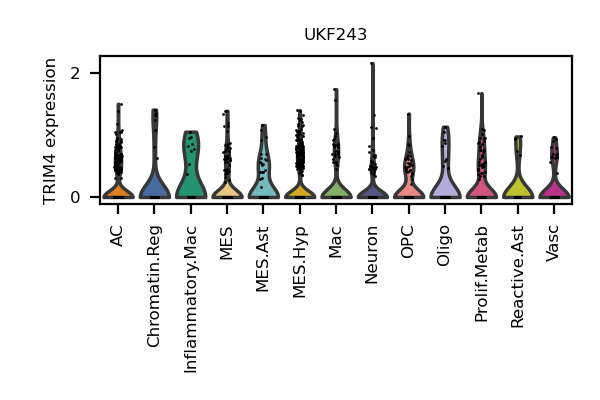 UKF243
TRIM4 expression
2
0
AC
Chromatin.Reg
Inflammatory.Mac
MES
MES.Ast
MES.Hyp
Mac
Neuron
OPC
Oligo
Prolif.Metab
Reactive.Ast
Vasc